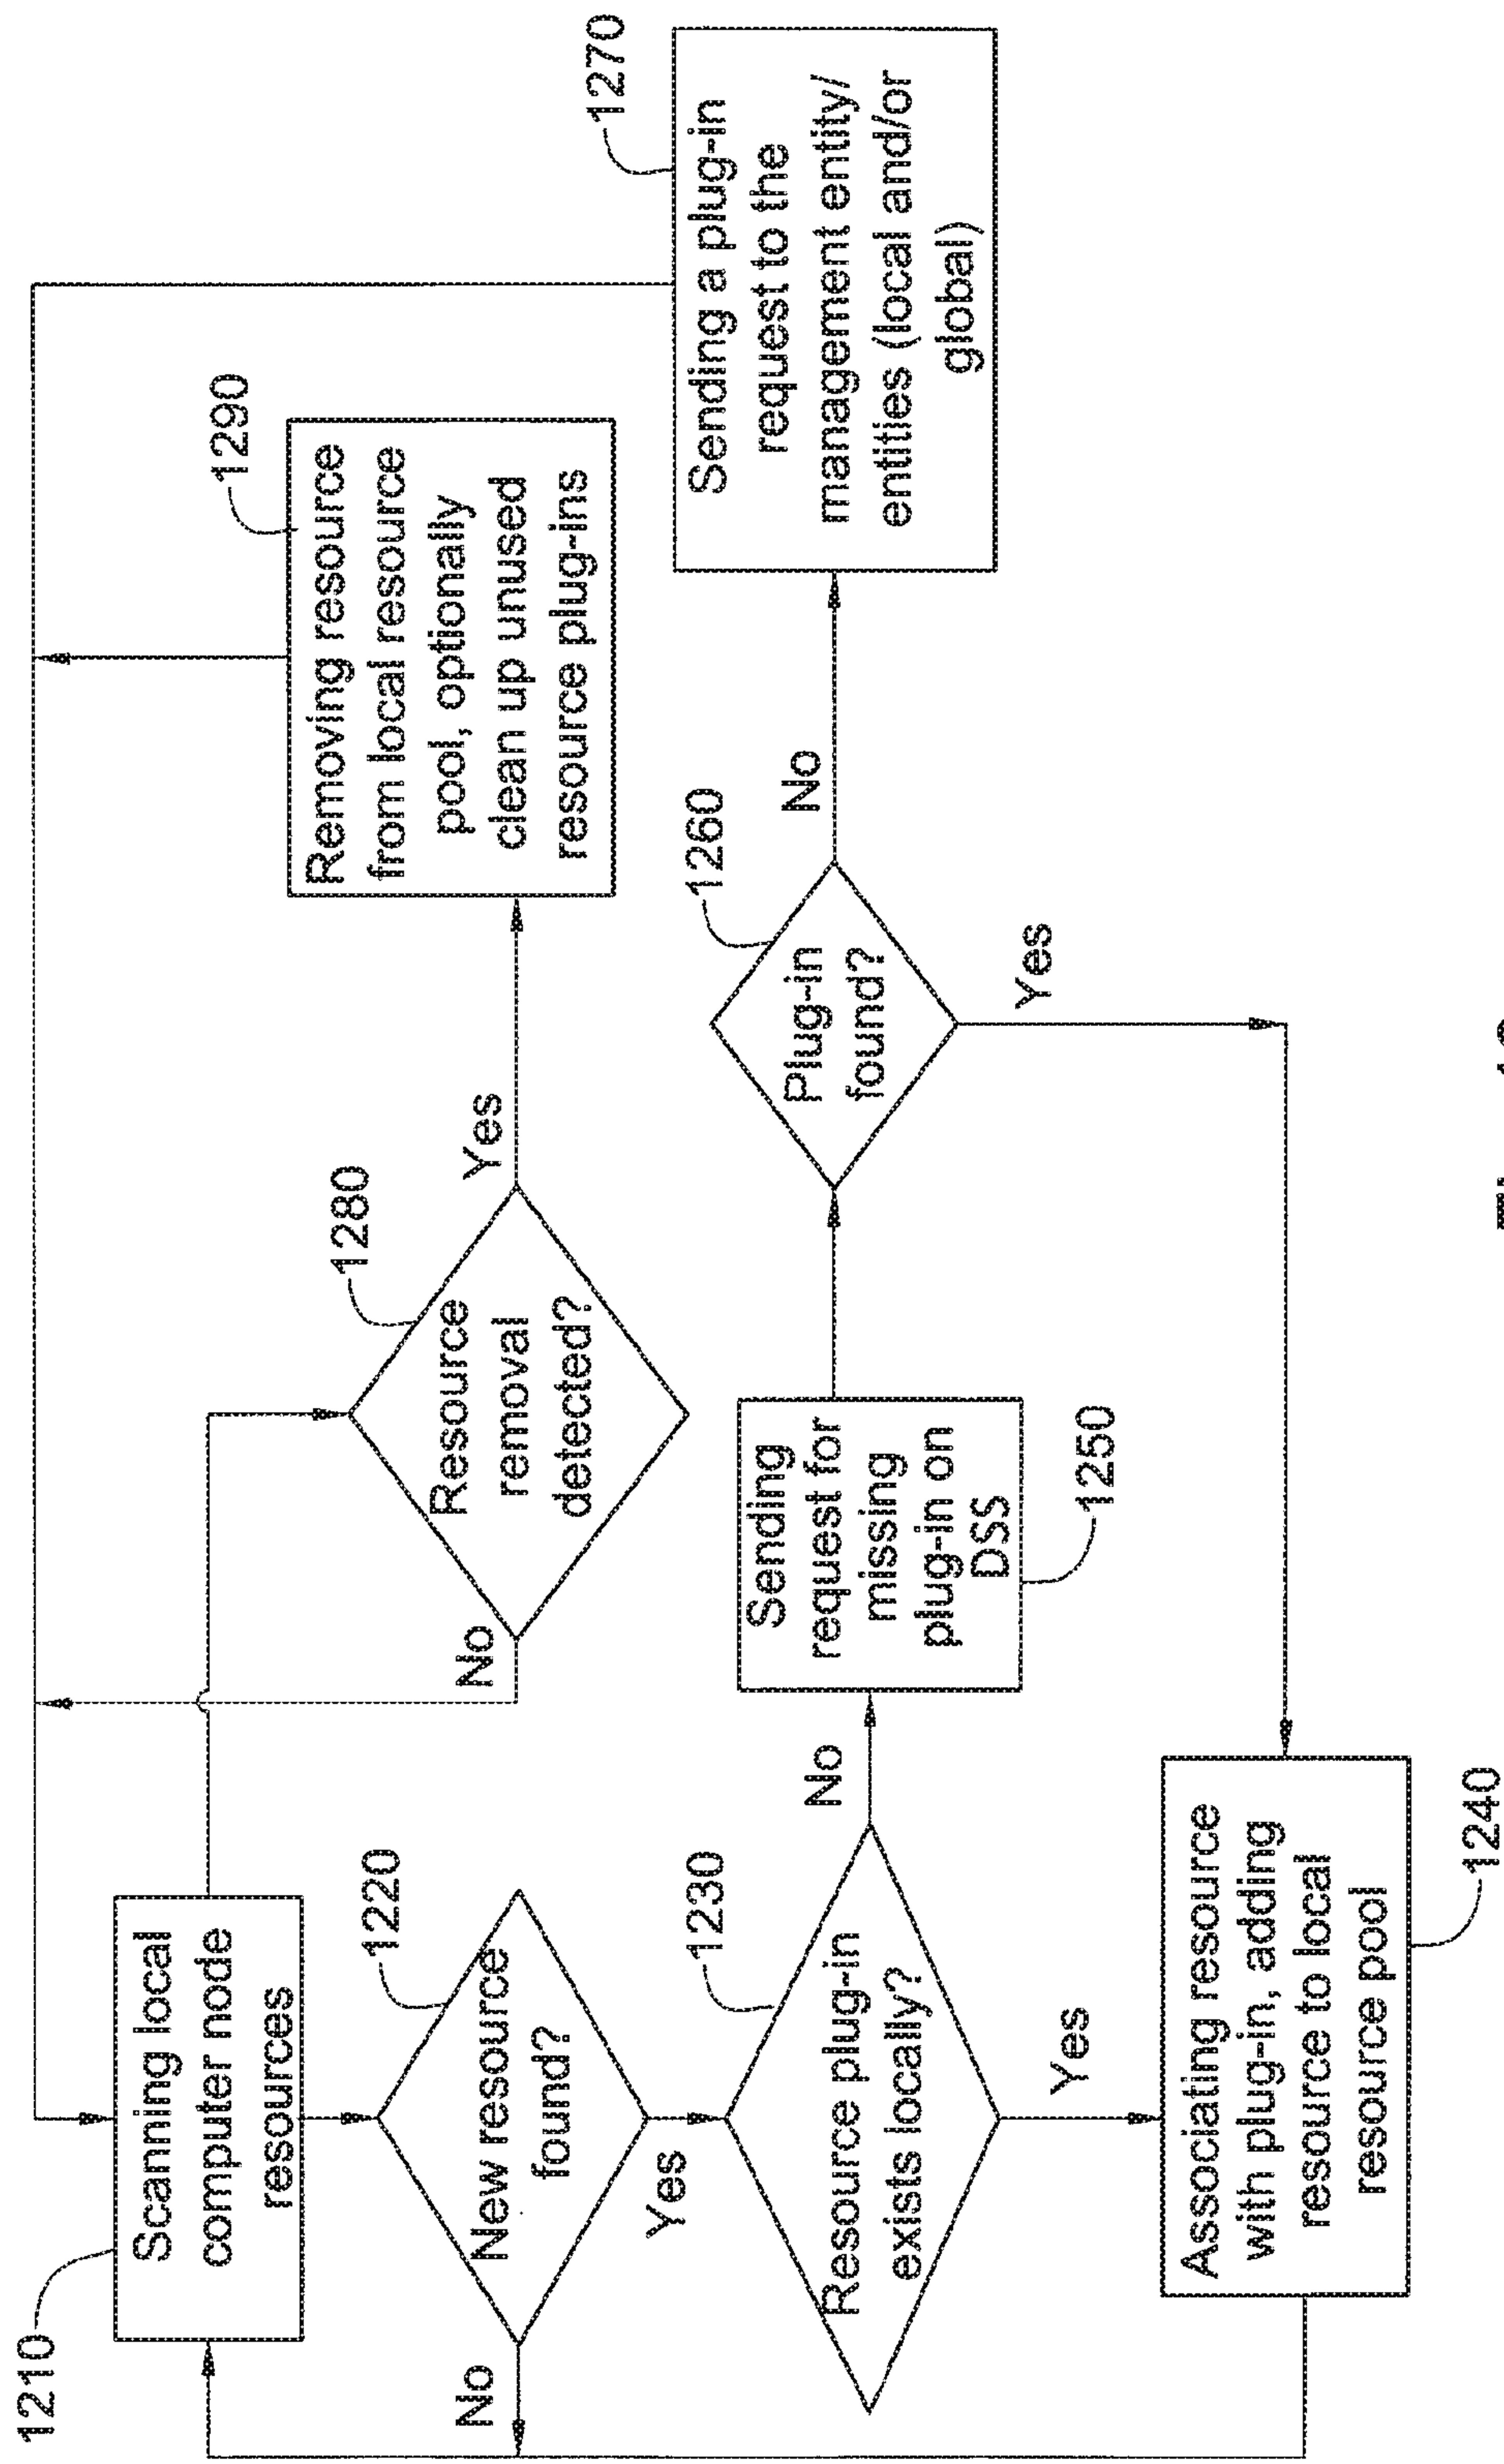 1210
Scanning local
computer node
resources
1220
New resource
found?
No
Yes
1230
Resource plug-in
exists locally?
No
Yes
1240
Associating resource
with plug-in, adding
resource to local
resource pool
1250
Sending
request for
missing
plug-in on
DSS
1260
Plug-in
found?
No
Yes
1270
Sending a plug-in
request to the
management entity/
entities (local and/or
global)
1280
Resource
removal
detected?
No
Yes
1290
Removing resource
from local resource
pool, optionally
clean up unused
resource plug-ins